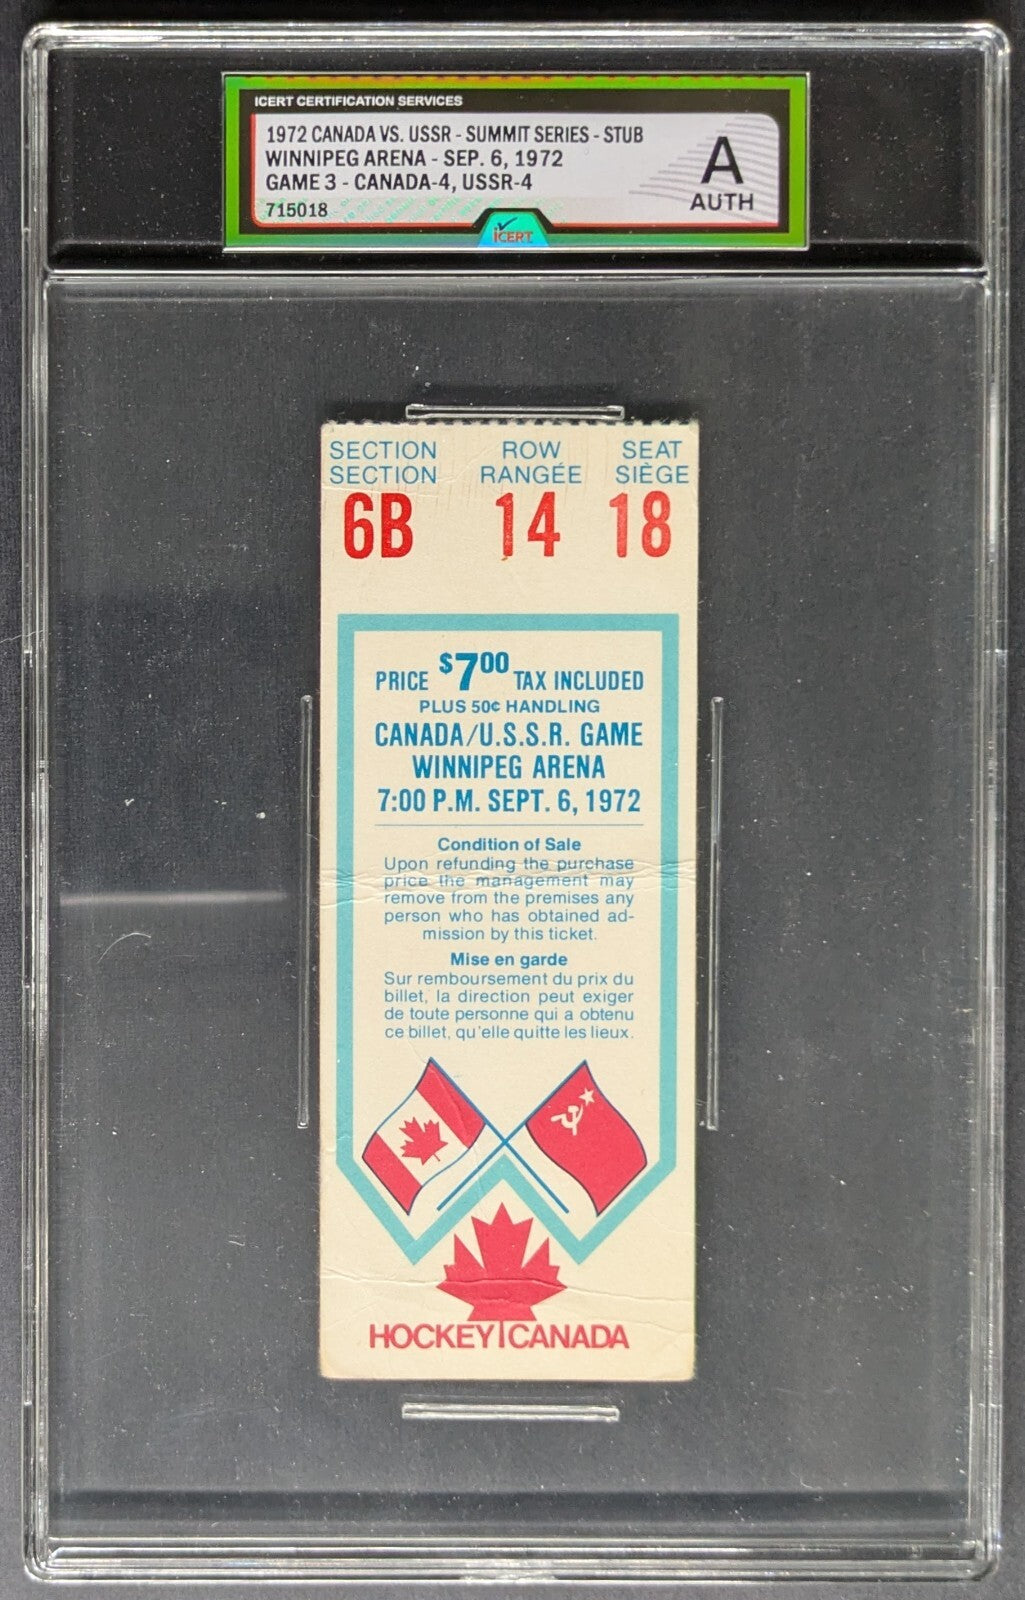 ICERT CERTIFICATION SERVICES
1972 CANADA VS. USSR - SUMMIT SERIES - STUB
WINNIPEG ARENA - SEP. 6, 1972
GAME 3 - CANADA-4, USSR-4
715018
A
AUTH
iCERT
SECTION ROW SEAT
SECTION RANGÉE SIÈGE
6B 14 18
PRICE $7.00 TAX INCLUDED
PLUS 50¢ HANDLING
CANADA/U.S.S.R. GAME
WINNIPEG ARENA
7:00 P.M. SEPT. 6, 1972
Condition of Sale
Upon refunding the purchase
price the management may
remove from the premises any
person who has obtained ad-
mission by this ticket.
Mise en garde
Sur remboursement du prix du
billet, la direction peut exiger
de toute personne qui a obtenu
ce billet, qu'elle quitte les lieux.
HOCKEY CANADA